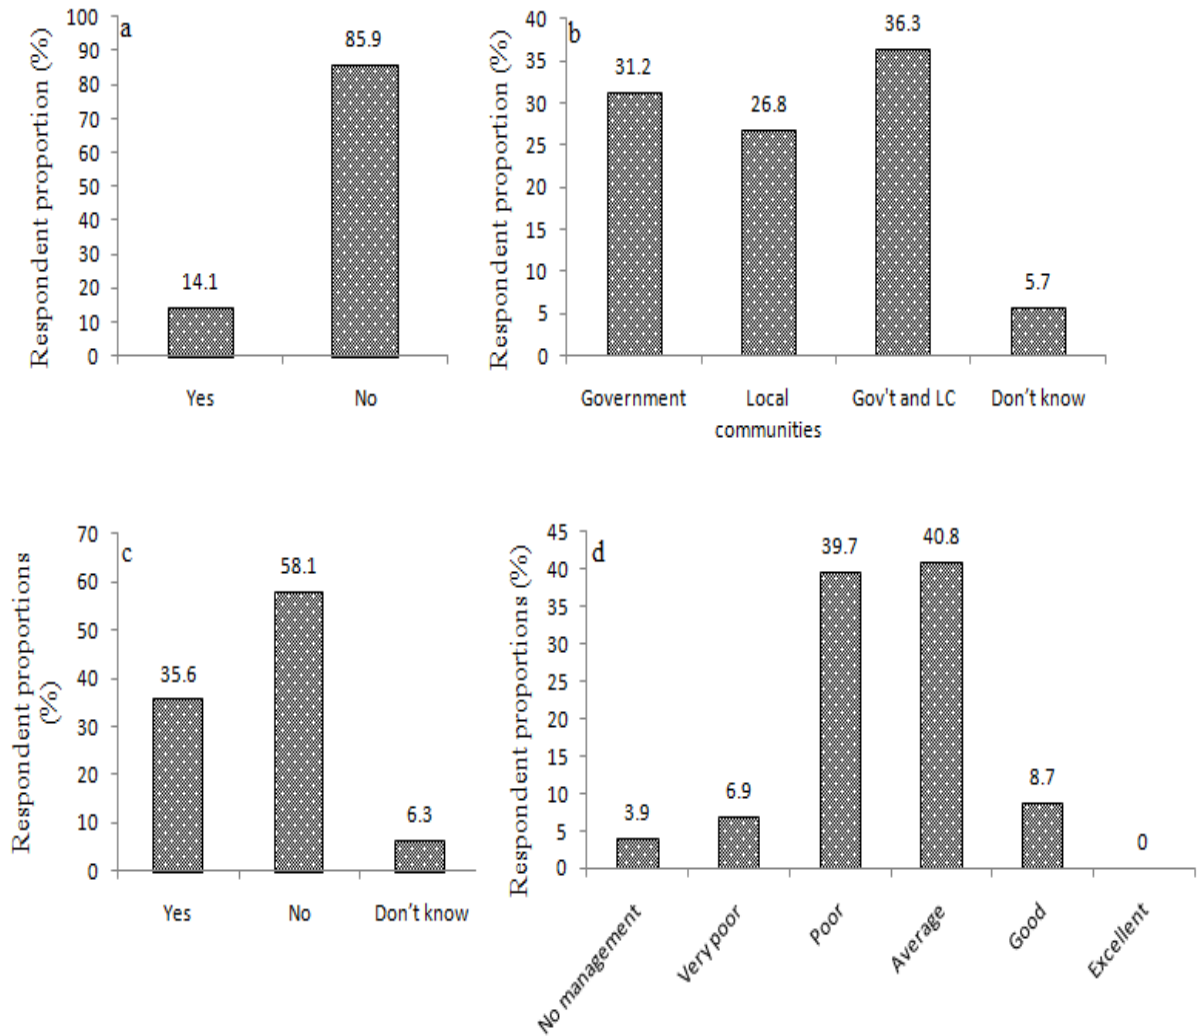 a
Respondent proportion (%)
100
90
80
70
60
50
40
30
20
10
0
14.1
85.9
Yes
No
b
Respondent proportion (%)
40
35
30
25
20
15
10
5
0
31.2
26.8
36.3
5.7
Government
Local
communities
Gov't and LC
Don't know
c
Respondent proportions
(%)
70
60
50
40
30
20
10
0
35.6
58.1
6.3
Yes
No
Don't know
d
Respondent proportions (%)
45
40
35
30
25
20
15
10
5
0
3.9
6.9
39.7
40.8
8.7
0
No management
Very poor
Poor
Average
Good
Excellent